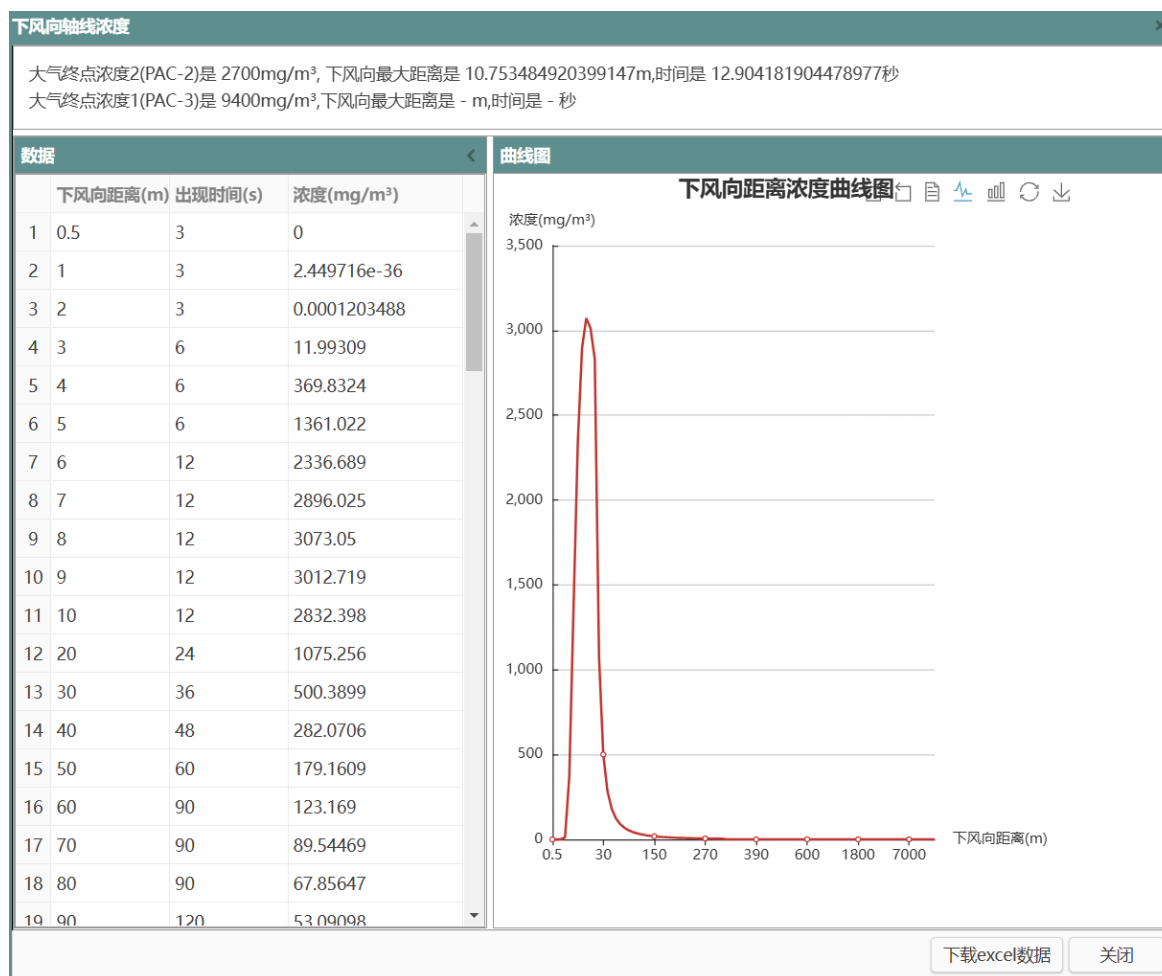 下风向轴线浓度
大气终点浓度2(PAC-2)是 2700mg/m³, 下风向最大距离是 10.753484920399147m,时间是 12.904181904478977秒
大气终点浓度1(PAC-3)是 9400mg/m³,下风向最大距离是 - m,时间是 - 秒
数据
下风向距离(m) 出现时间(s) 浓度(mg/m³)
1 0.5 3 0
2 1 3 2.449716e-36
3 2 3 0.0001203488
4 3 6 11.99309
5 4 6 369.8324
6 5 6 1361.022
7 6 12 2336.689
8 7 12 2896.025
9 8 12 3073.05
10 9 12 3012.719
11 10 12 2832.398
12 20 24 1075.256
13 30 36 500.3899
14 40 48 282.0706
15 50 60 179.1609
16 60 90 123.169
17 70 90 89.54469
18 80 90 67.85647
19 90 120 53.09098
曲线图
下风向距离浓度曲线图
浓度(mg/m³)
3,500
3,000
2,500
2,000
1,500
1,000
500
0
0.5 30 150 270 390 600 1800 7000
下风向距离(m)
下载excel数据 关闭